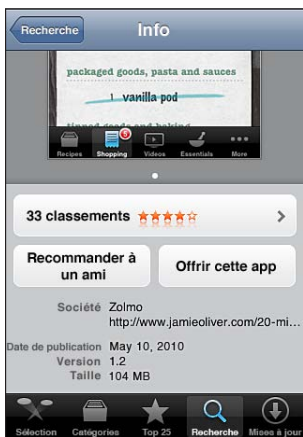 Recherche
Info
packaged goods, pasta and sauces
1 vanilla pod
tinned goods and baking
5
Recipes Shopping Videos Essentials More
33 classements
Recommander à
un ami
Offrir cette app
Société Zolmo
http://www.jamieoliver.com/20-mi...
Date de publication May 10, 2010
Version 1.2
Taille 104 MB
Sélection Catégories Top 25 Recherche Mises à jour